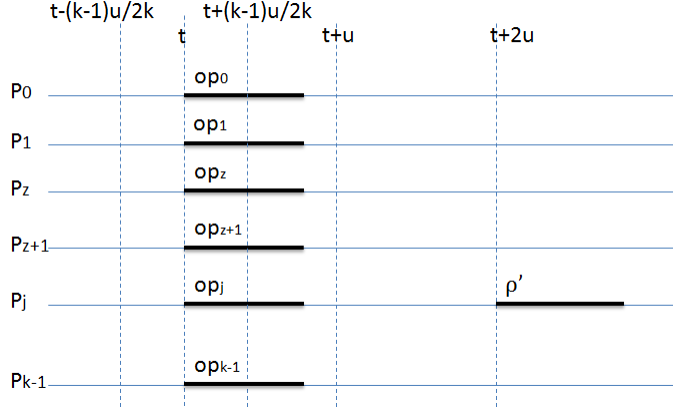 t-(k-1)u/2k t+(k-1)u/2k
t t+u t+2u
op0
P0
op1
P1
opz
Pz
opz+1
Pz+1
opj ρ’
Pj
opk-1
Pk-1